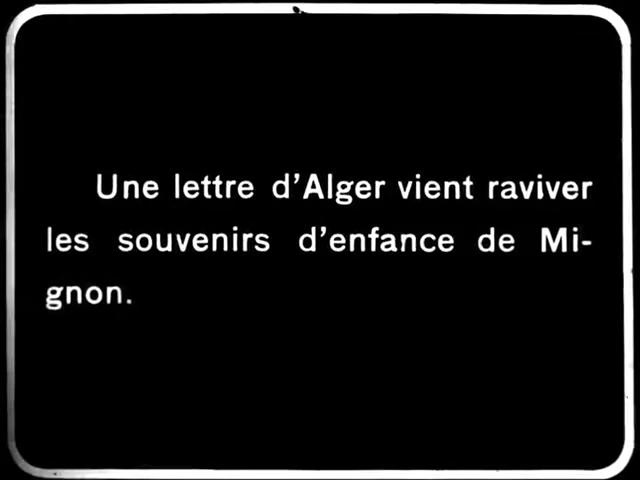 Une lettre d'Alger vient raviver
les souvenirs d'enfance de Mi-
gnon.